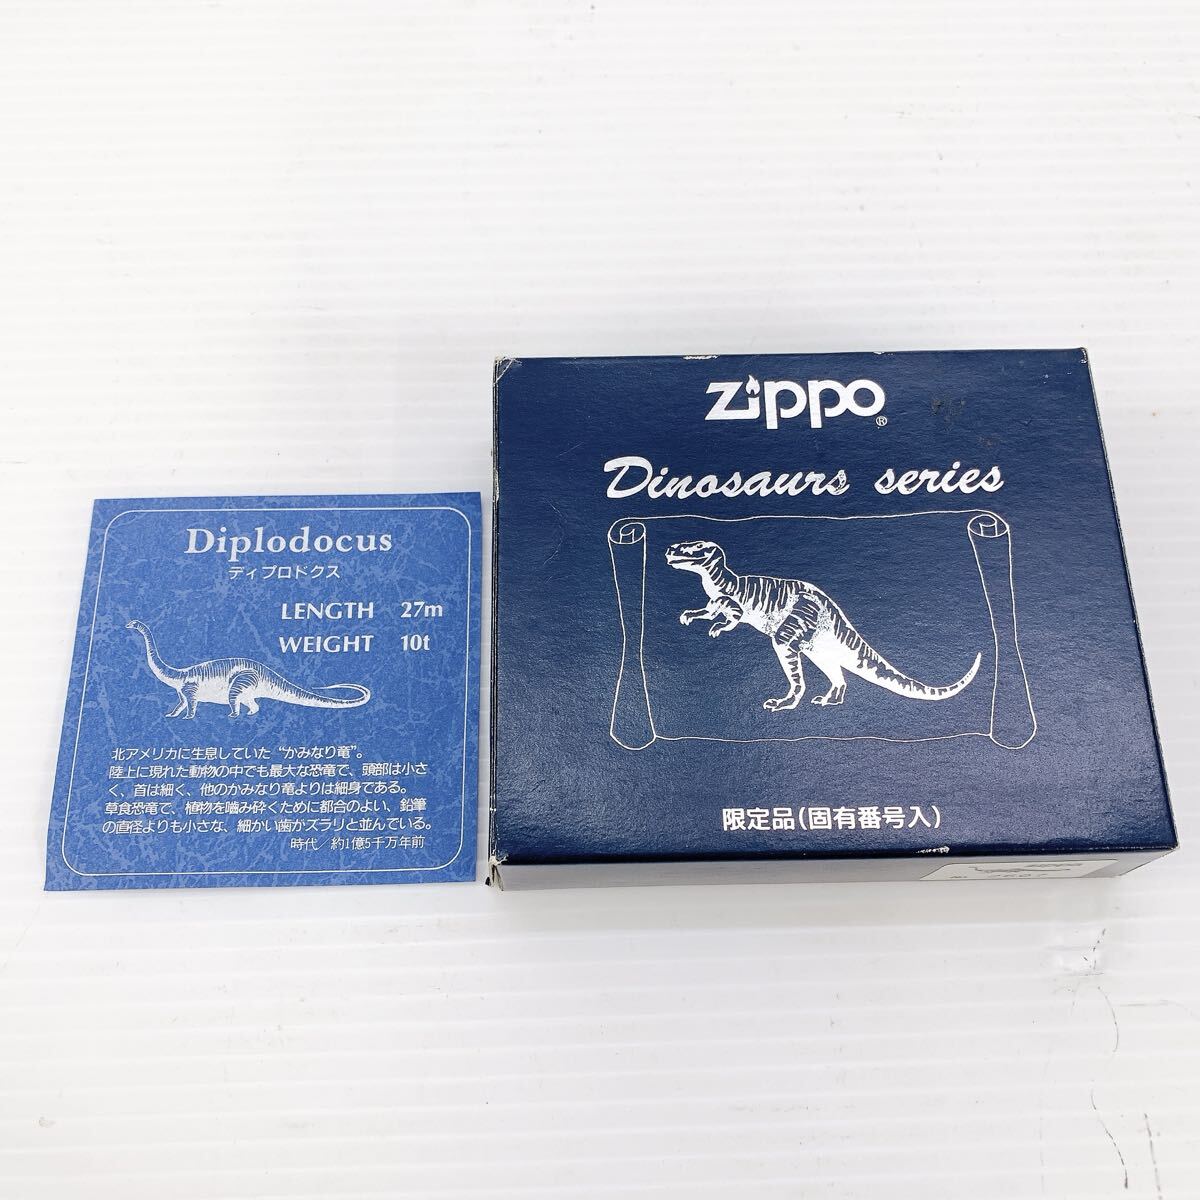 Diplodocus
ディプロドクス
LENGTH 27m
WEIGHT 10t
北アメリカに生息していた“かみなり竜”。
陸上に現れた動物の中でも最大な恐竜で、頭部は小さ
く、首は細く、他のかみなり竜よりは細身である。
草食恐竜で、植物を噛み砕くために都合のよい、鉛筆
の直径よりも小さな、細かい歯がズラリと並んでいる。
時代/約1億5千万年前
Zippo®
Dinosaurs series
限定品(固有番号入)